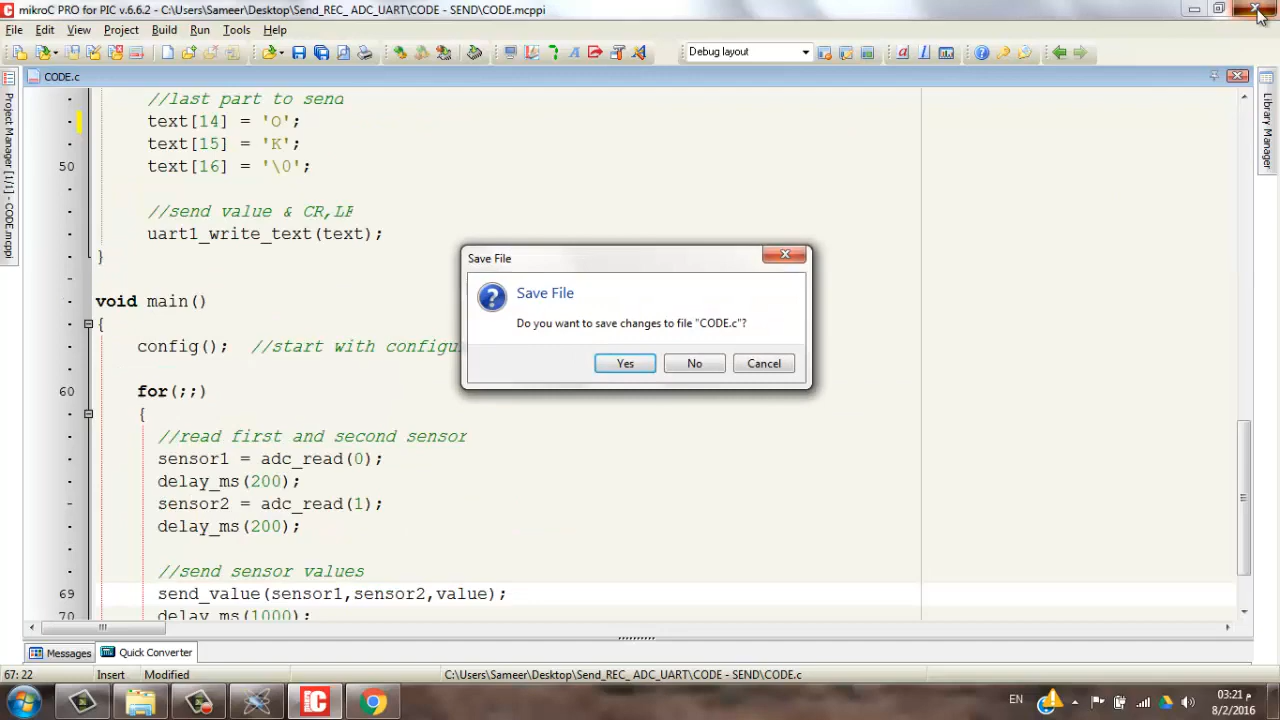 mikroC PRO for PIC v.6.6.2 - C:\Users\Sameer\Desktop\Send_REC_ ADC_UART\CODE - SEND\CODE.mcppi
File Edit View Project Build Run Tools Help
Debug layout
CODE.c
Project Manager [1/1] - CODE.mcppi
Library Manager
//last part to send
text[14] = 'O';
text[15] = 'K';
50 text[16] = '\0';
//send value & CR,LF
uart1_write_text(text);
}
void main()
{
config(); //start with configu
60 for(;;)
{
//read first and second sensor
sensor1 = adc_read(0);
delay_ms(200);
sensor2 = adc_read(1);
delay_ms(200);
//send sensor values
69 send_value(sensor1,sensor2,value);
70 delay_ms(1000);
Save File
Save File
Do you want to save changes to file "CODE.c"?
Yes No Cancel
Messages Quick Converter
67: 22 Insert Modified C:\Users\Sameer\Desktop\Send_REC_ ADC_UART\CODE - SEND\CODE.c
EN
03:21 م
8/2/2016